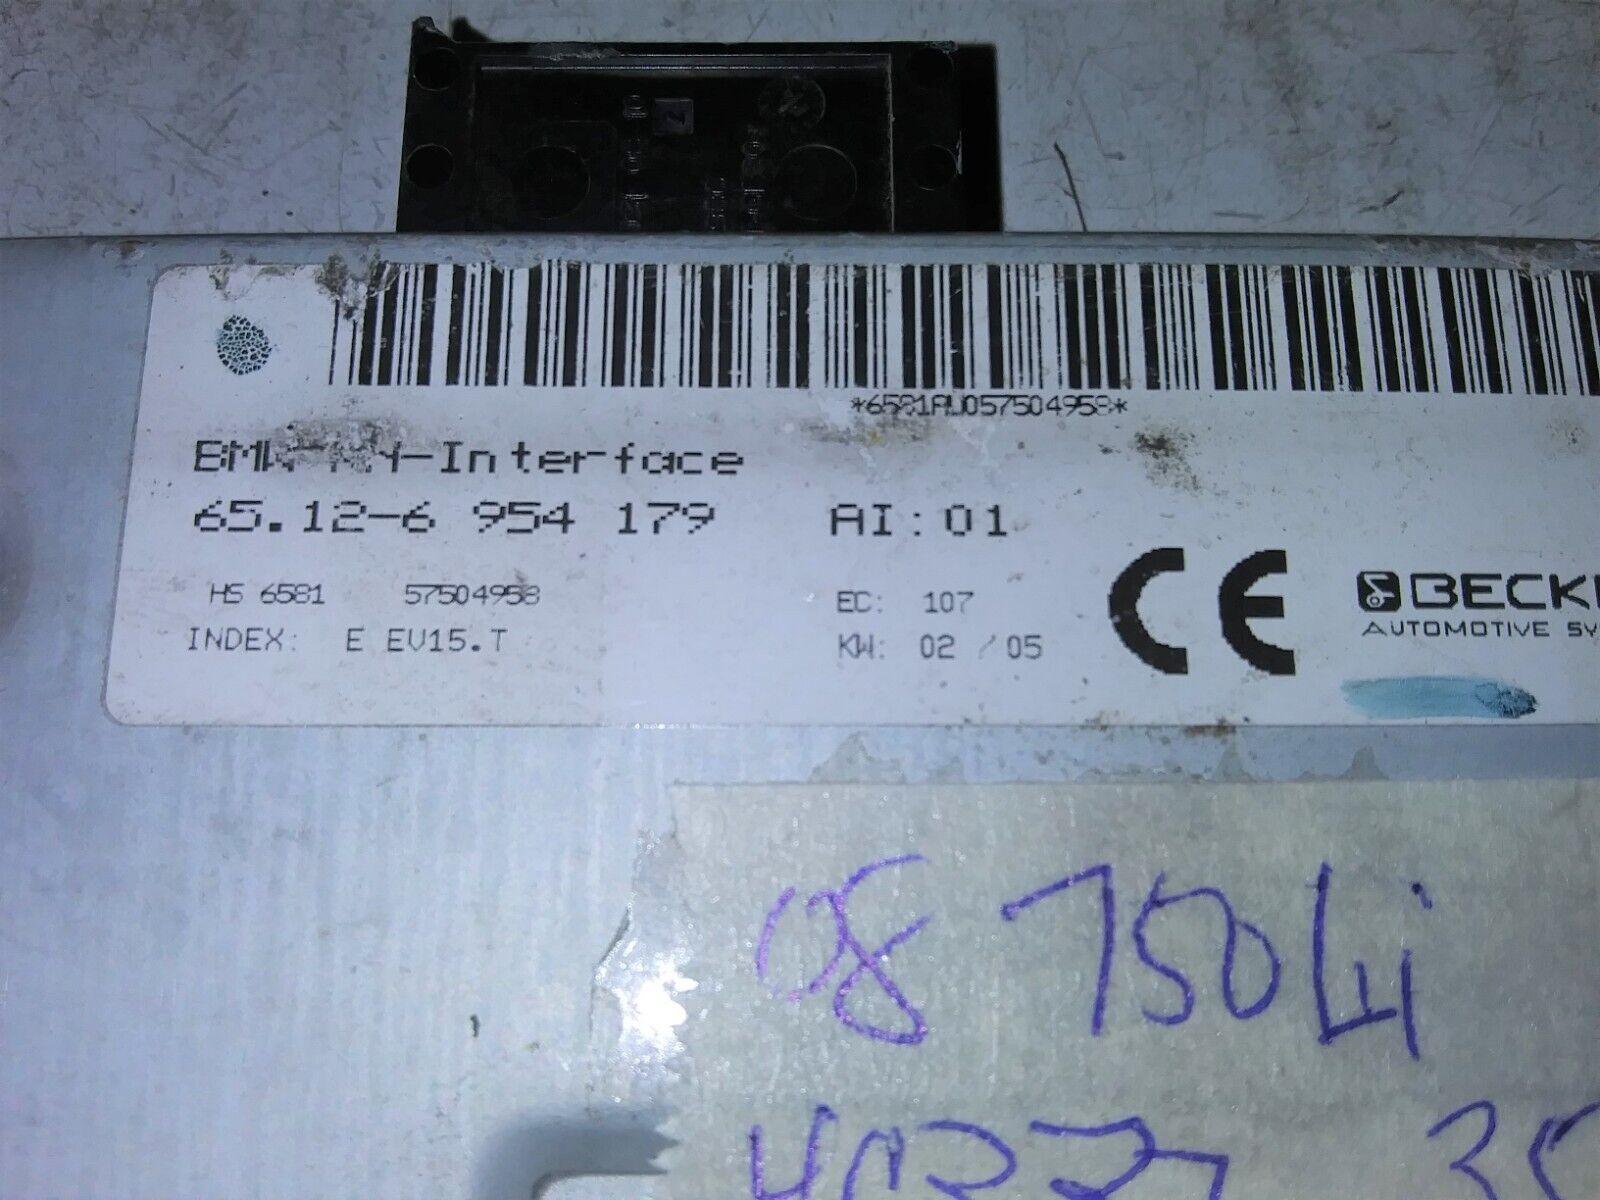 *6581AU057504958*
BMW -Interface
65.12-6 954 179 AI:01
HS 6581 57504958 EC: 107
INDEX: E EV15.T KW: 02 / 05
CE
AUTOMOTIVE
08 750Li